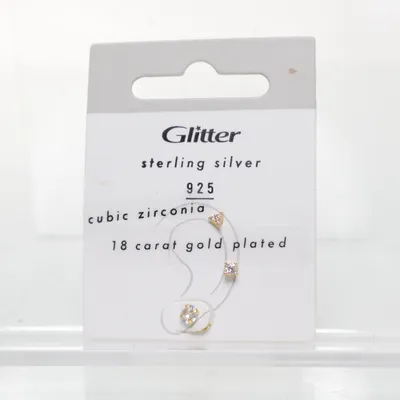 Glitter
sterling silver
925
cubic zirconia
18 carat gold plated